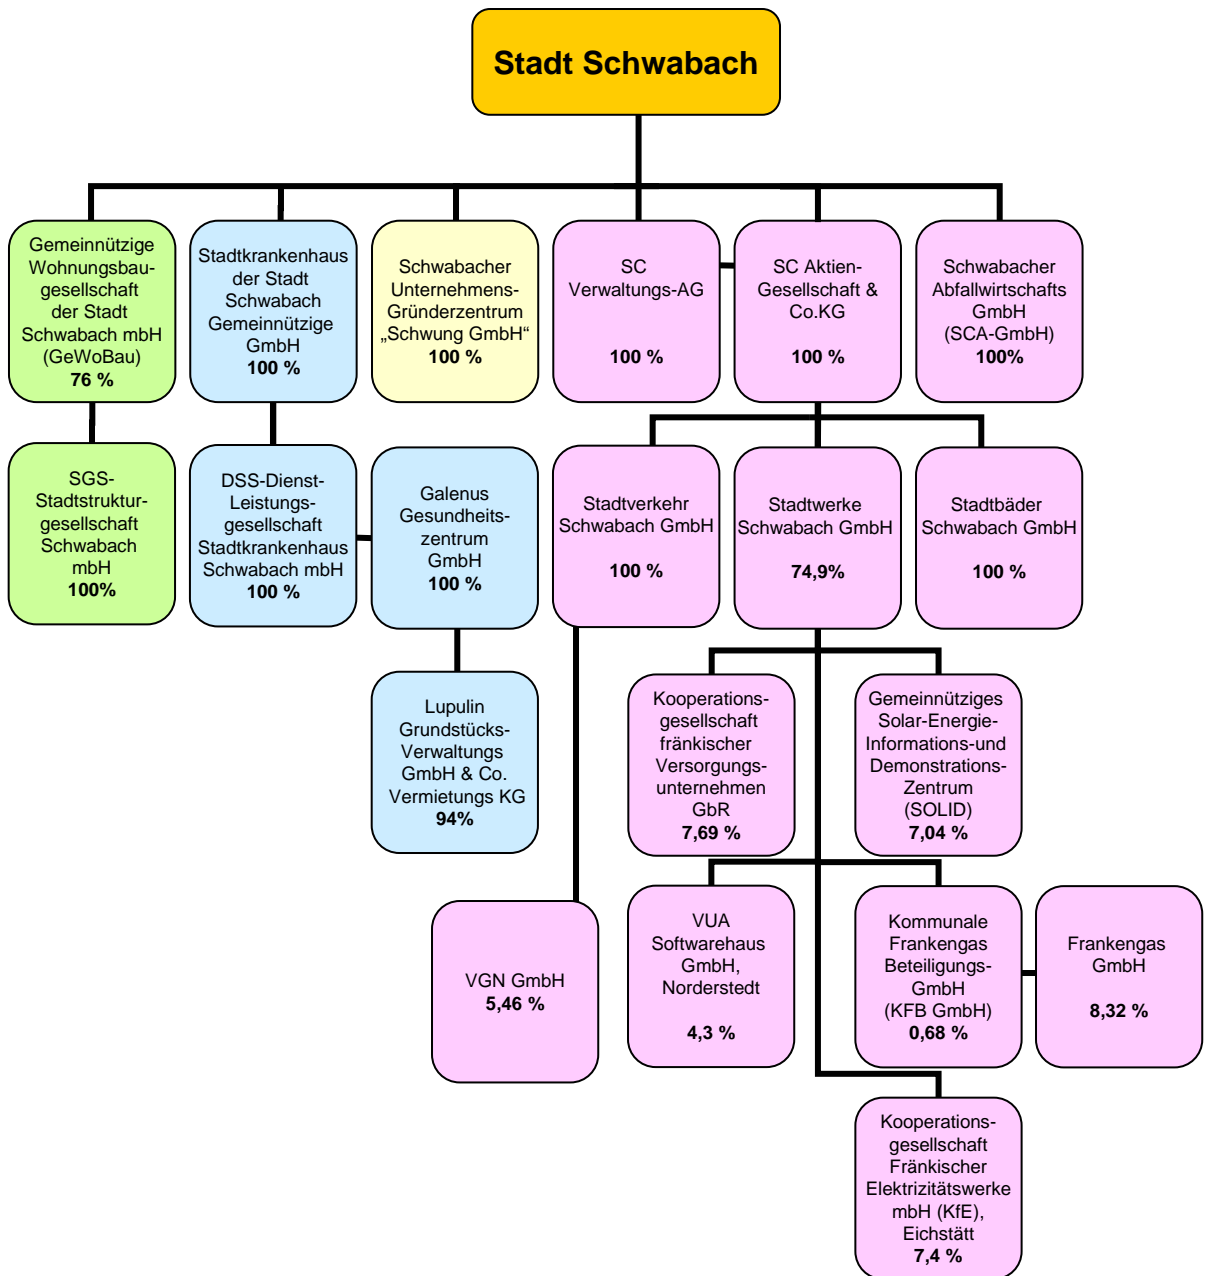 Stadt Schwabach
Gemeinnützige
Wohnungsbau-
gesellschaft
der Stadt
Schwabach mbH
(GeWoBau)
76 %
Stadtkrankenhaus
der Stadt
Schwabach
Gemeinnützige
GmbH
100 %
Schwabacher
Unternehmens-
Gründerzentrum
„Schwung GmbH“
100 %
SC
Verwaltungs-AG
100 %
SC Aktien-
Gesellschaft &
Co.KG
100 %
Schwabacher
Abfallwirtschafts
GmbH
(SCA-GmbH)
100%
SGS-
Stadtstruktur-
gesellschaft
Schwabach
mbH
100%
DSS-Dienst-
Leistungs-
gesellschaft
Stadtkrankenhaus
Schwabach mbH
100 %
Galenus
Gesundheits-
zentrum
GmbH
100 %
Stadtverkehr
Schwabach GmbH
100 %
Stadtwerke
Schwabach GmbH
74,9%
Stadtbäder
Schwabach GmbH
100 %
Lupulin
Grundstücks-
Verwaltungs
GmbH & Co.
Vermietungs KG
94%
Kooperations-
gesellschaft
fränkischer
Versorgungs-
unternehmen
GbR
7,69 %
Gemeinnütziges
Solar-Energie-
Informations-und
Demonstrations-
Zentrum
(SOLID)
7,04 %
VGN GmbH
5,46 %
VUA
Softwarehaus
GmbH,
Norderstedt
4,3 %
Kommunale
Frankengas
Beteiligungs-
GmbH
(KFB GmbH)
0,68 %
Frankengas
GmbH
8,32 %
Kooperations-
gesellschaft
Fränkischer
Elektrizitätswerke
mbH (KfE),
Eichstätt
7,4 %